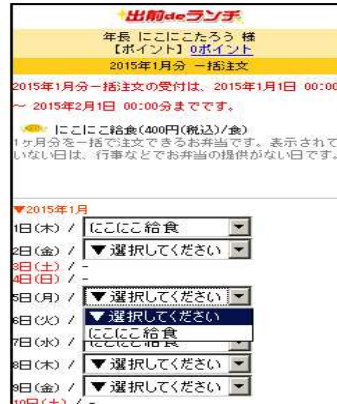 出前deランチ
年長 にこにこたろう 様
【ポイント】0ポイント
2015年1月分 一括注文
2015年1月分一括注文の受付は、2015年1月1日 00:00
～ 2015年2月1日 00:00分までです。
にこにこ給食(400円(税込)/食)
1ヶ月分を一括で注文できるお弁当です。表示されて
いない日は、行事などでお弁当の提供がない日です。
▼2015年1月
1日(木) / にこにこ給食
2日(金) / ▼選択してください
3日(土) / -
4日(日) / -
5日(月) / ▼選択してください
▼選択してください
6日(火) /
にこにこ給食
7日(水) / にこにこ給食
8日(木) / ▼選択してください
9日(金) / ▼選択してください
10日(土) / -